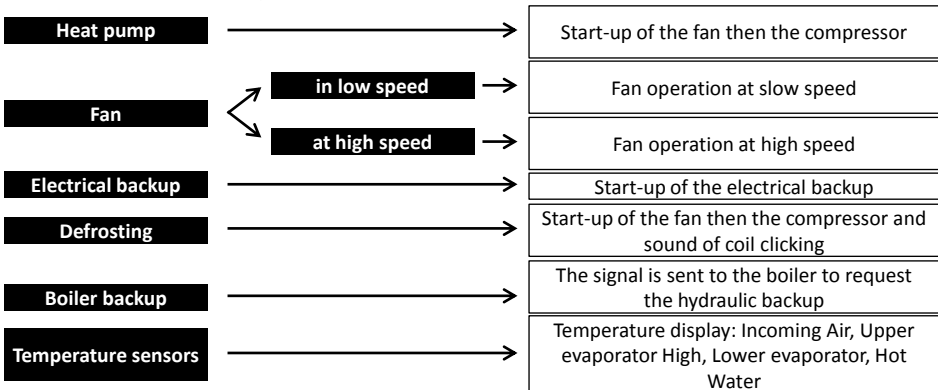 Heat pump
Start-up of the fan then the compressor
Fan
in low speed
Fan operation at slow speed
at high speed
Fan operation at high speed
Electrical backup
Start-up of the electrical backup
Defrosting
Start-up of the fan then the compressor and
sound of coil clicking
Boiler backup
The signal is sent to the boiler to request
the hydraulic backup
Temperature sensors
Temperature display: Incoming Air, Upper
evaporator High, Lower evaporator, Hot
Water